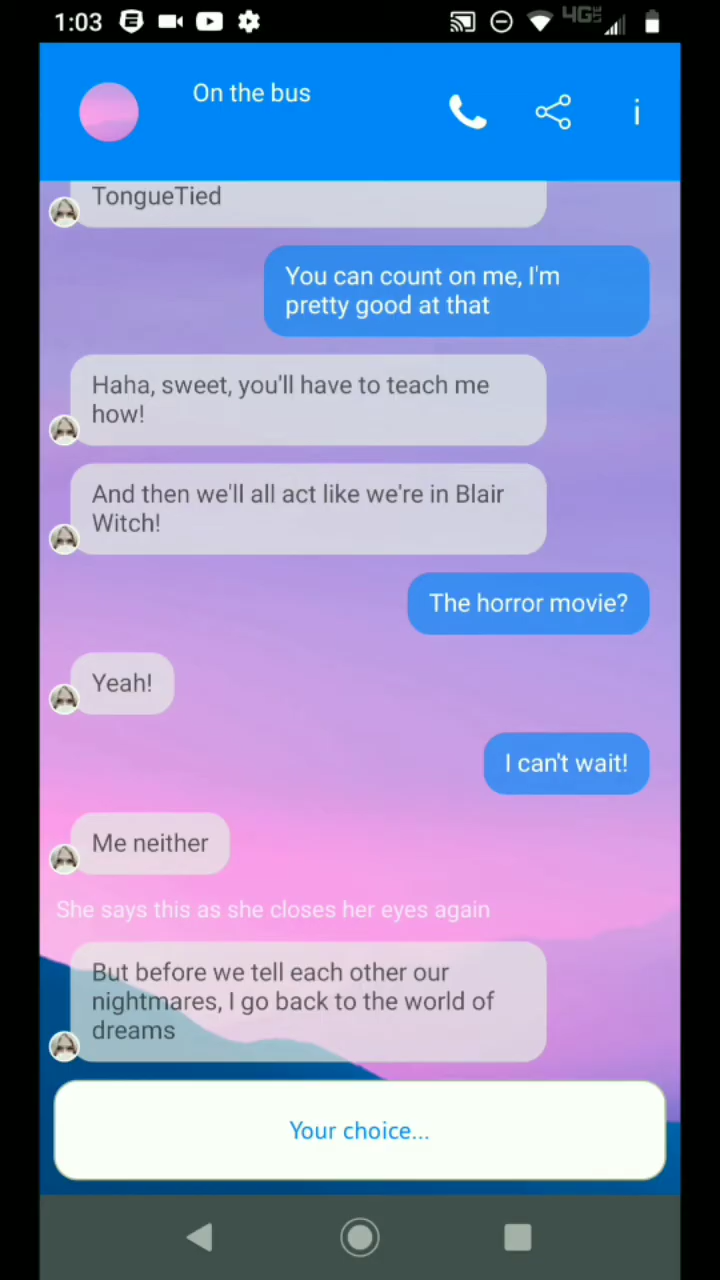 1:03
4G LTE
On the bus
i
TongueTied
You can count on me, I'm
pretty good at that
Haha, sweet, you'll have to teach me
how!
And then we'll all act like we're in Blair
Witch!
The horror movie?
Yeah!
I can't wait!
Me neither
She says this as she closes her eyes again
But before we tell each other our
nightmares, I go back to the world of
dreams
Your choice...